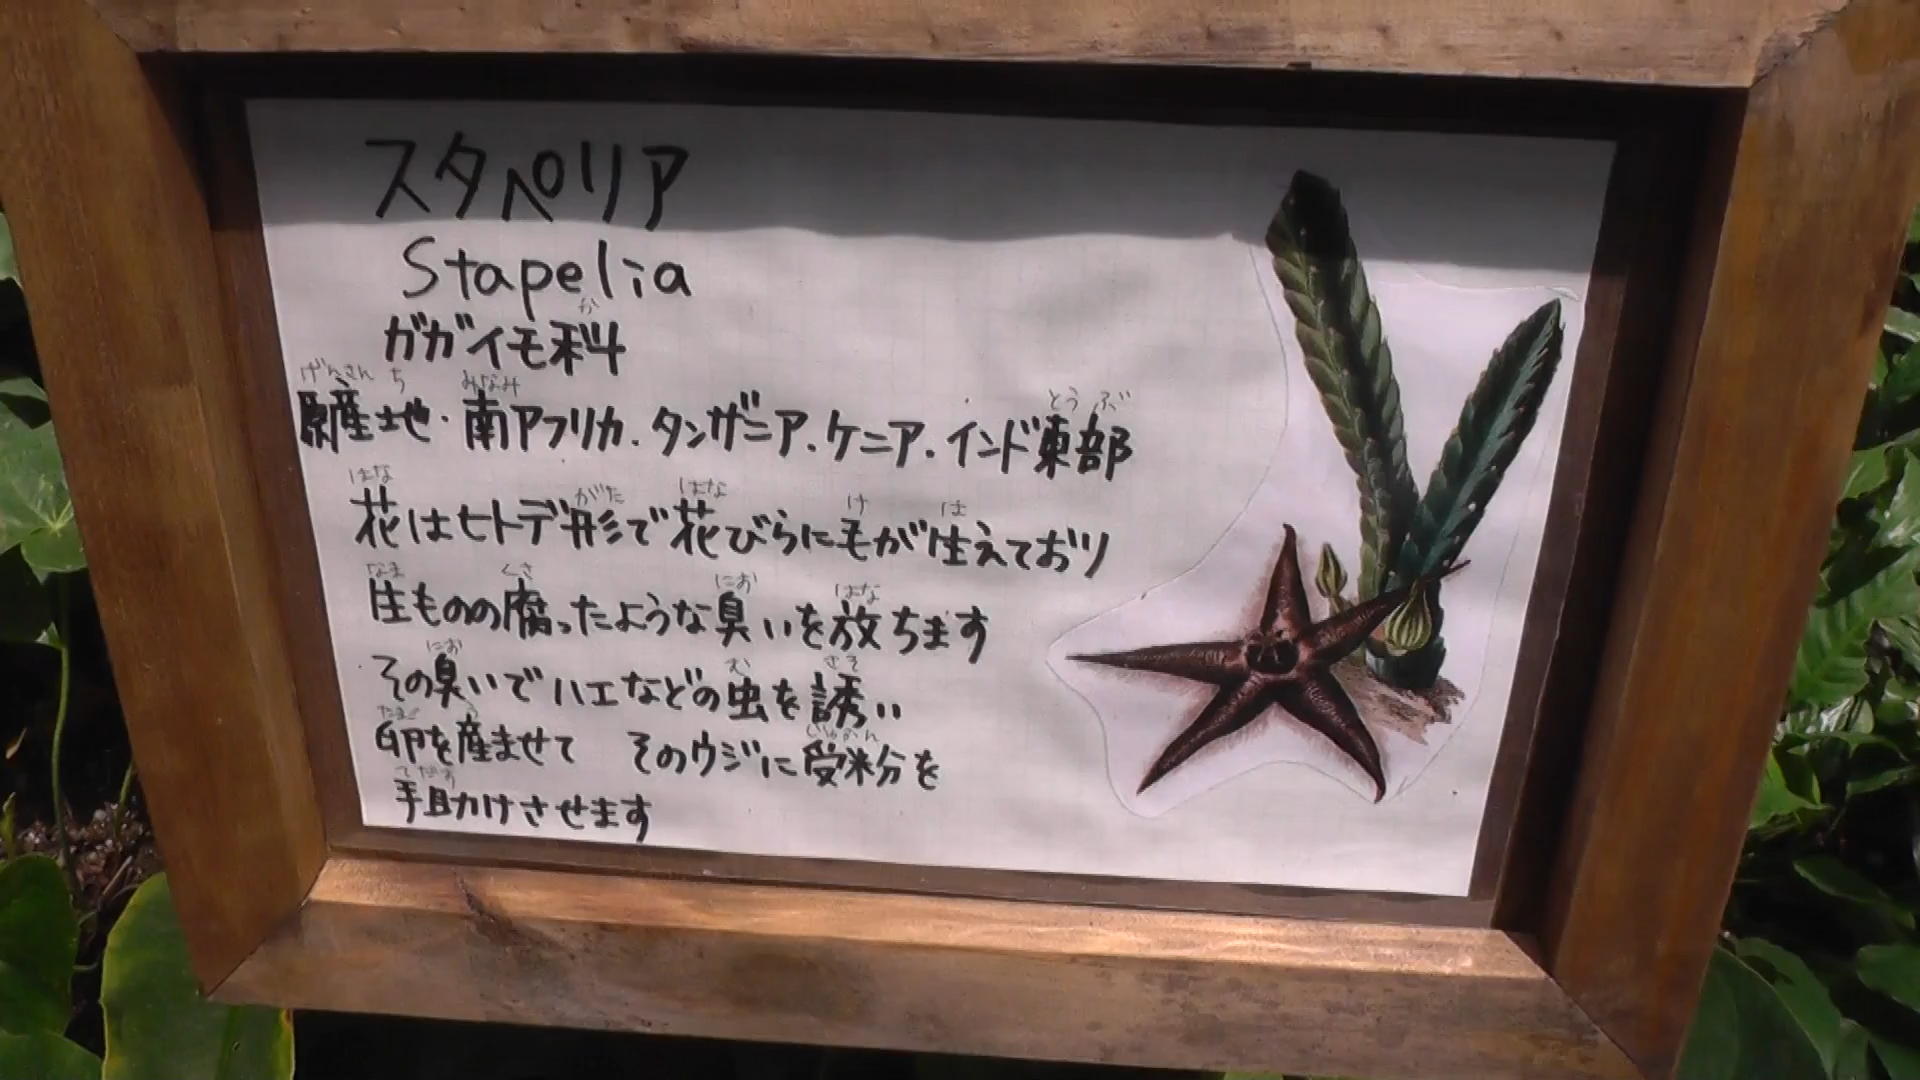 スタペリア
Stapelia
ガガイモ科
原産地・南アフリカ.タンザニア.ケニア.インド東部
花はヒトデ形で花びらに毛が生えており
生ものの腐ったような臭いを放ちます
その臭いでハエなどの虫を誘い
卵を産ませて そのウジに受粉を
手助けさせます